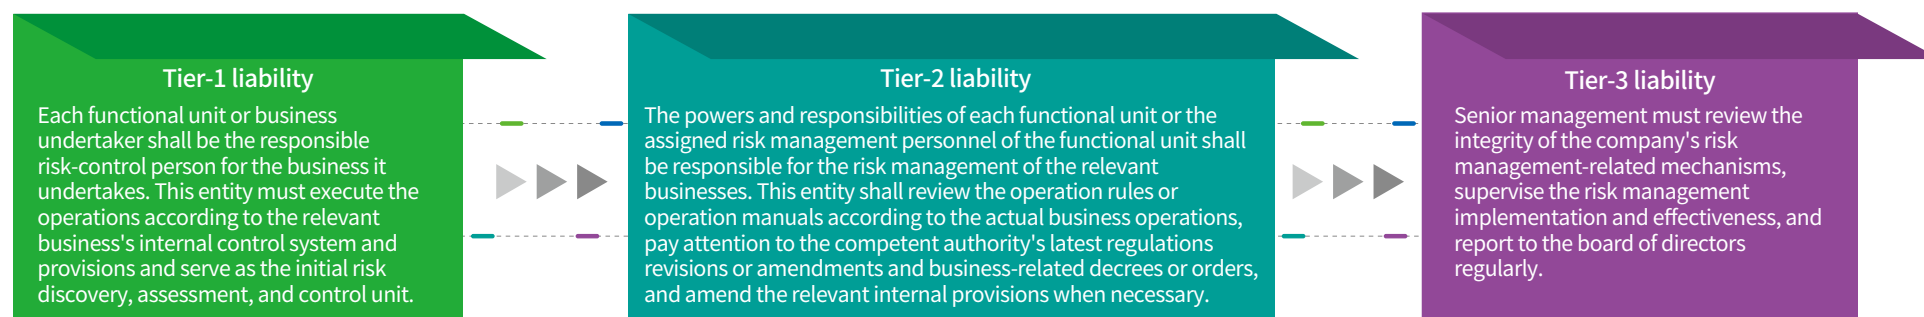 Tier-1 liability
Each functional unit or business
undertaker shall be the responsible
risk-control person for the business it
undertakes. This entity must execute the
operations according to the relevant
business's internal control system and
provisions and serve as the initial risk
discovery, assessment, and control unit.
Tier-2 liability
The powers and responsibilities of each functional unit or the
assigned risk management personnel of the functional unit shall
be responsible for the risk management of the relevant
businesses. This entity shall review the operation rules or
operation manuals according to the actual business operations,
pay attention to the competent authority's latest regulations
revisions or amendments and business-related decrees or orders,
and amend the relevant internal provisions when necessary.
Tier-3 liability
Senior management must review the
integrity of the company's risk
management-related mechanisms,
supervise the risk management
implementation and effectiveness, and
report to the board of directors
regularly.